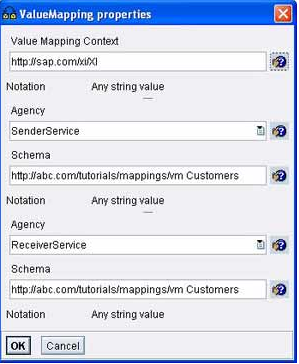 ValueMapping properties
Value Mapping Context
http://sap.com/xi/XI
Notation Any string value
Agency
SenderService
Schema
http://abc.com/tutorials/mappings/vm Customers
Notation Any string value
Agency
ReceiverService
Schema
http://abc.com/tutorials/mappings/vm Customers
Notation Any string value
OK Cancel